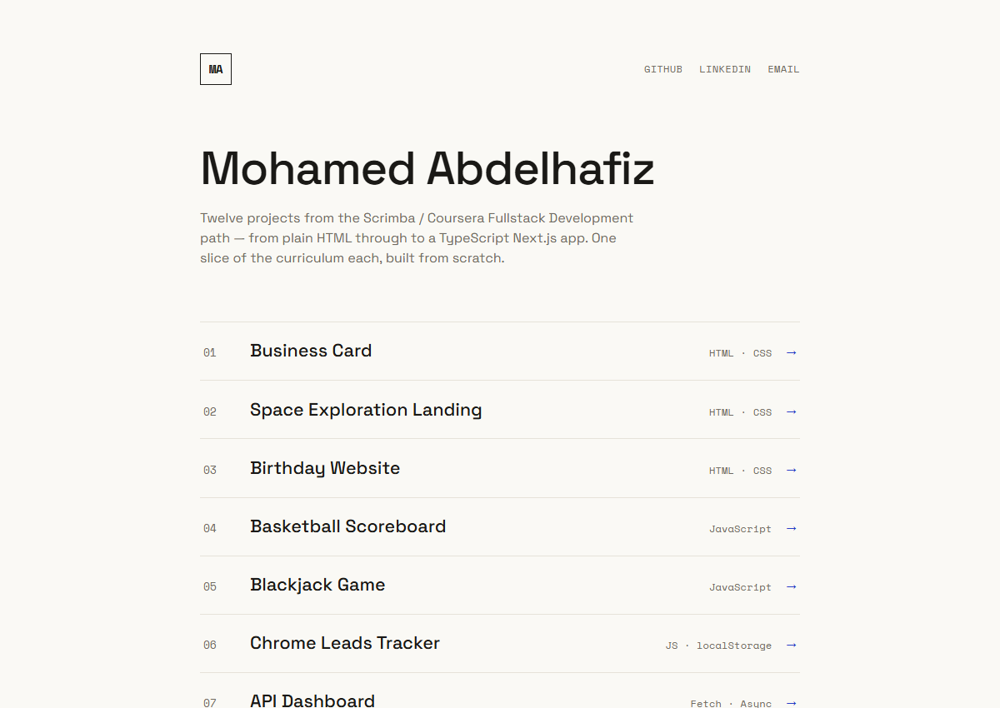 MA
GITHUB LINKEDIN EMAIL
Mohamed Abdelhafiz
Twelve projects from the Scrimba / Coursera Fullstack Development
path — from plain HTML through to a TypeScript Next.js app. One
slice of the curriculum each, built from scratch.
01 Business Card HTML · CSS →
02 Space Exploration Landing HTML · CSS →
03 Birthday Website HTML · CSS →
04 Basketball Scoreboard JavaScript →
05 Blackjack Game JavaScript →
06 Chrome Leads Tracker JS · localStorage →
07 API Dashboard Fetch · Async →